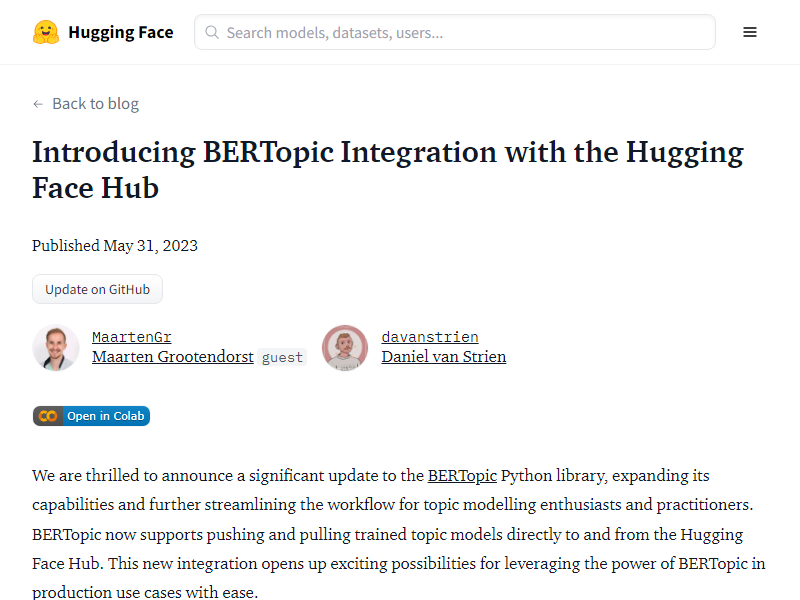 Hugging Face
Search models, datasets, users...
← Back to blog
Introducing BERTopic Integration with the Hugging
Face Hub
Published May 31, 2023
Update on GitHub
MaartenGr
Maarten Grootendorst guest
davanstrien
Daniel van Strien
Open in Colab
We are thrilled to announce a significant update to the BERTopic Python library, expanding its
capabilities and further streamlining the workflow for topic modelling enthusiasts and practitioners.
BERTopic now supports pushing and pulling trained topic models directly to and from the Hugging
Face Hub. This new integration opens up exciting possibilities for leveraging the power of BERTopic in
production use cases with ease.